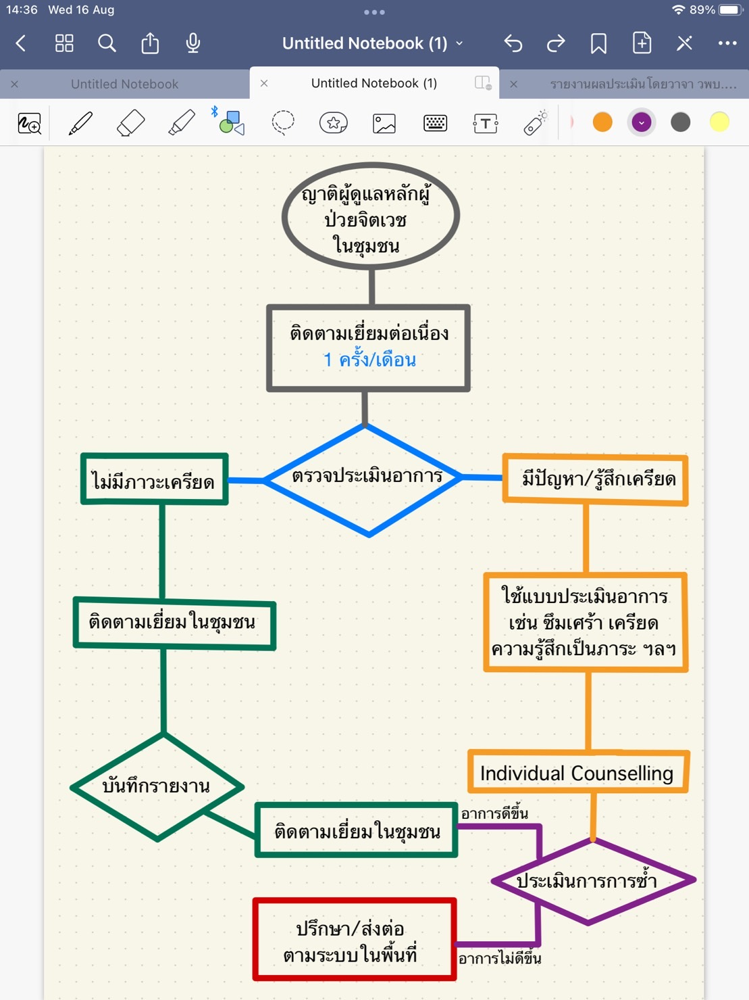 14:36 Wed 16 Aug
89%
Untitled Notebook (1)
Untitled Notebook
Untitled Notebook (1)
รายงานผลประเมินโดยวาจา วพบ....
T
ญาติผู้ดูแลหลักผู้
ป่วยจิตเวช
ในชุมชน
ติดตามเยี่ยมต่อเนื่อง
1 ครั้ง/เดือน
ไม่มีภาวะเครียด
ตรวจประเมินอาการ
มีปัญหา/รู้สึกเครียด
ติดตามเยี่ยมในชุมชน
ใช้แบบประเมินอาการ
เช่น ซึมเศร้า เครียด
ความรู้สึกเป็นภาระ ฯลฯ
Individual Counselling
บันทึกรายงาน
ติดตามเยี่ยมในชุมชน
อาการดีขึ้น
ประเมินการการซ้ำ
ปรึกษา/ส่งต่อ
ตามระบบในพื้นที่
อาการไม่ดีขึ้น